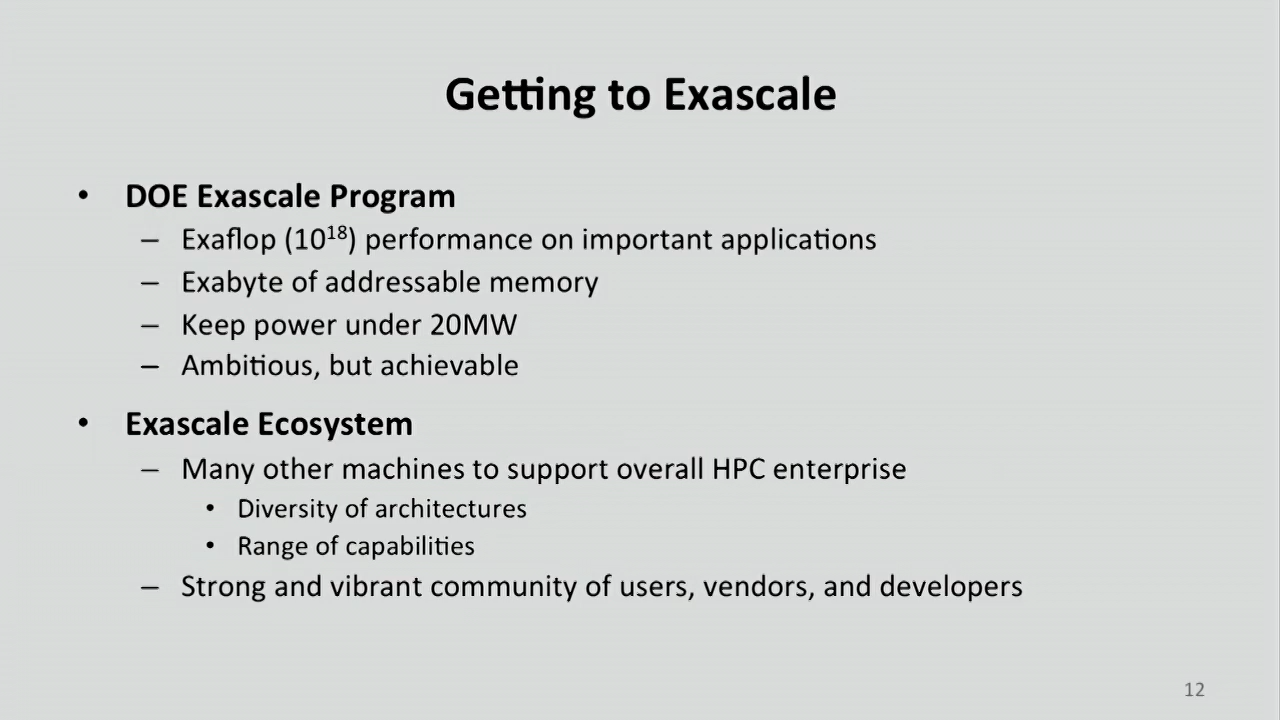 Getting to Exascale
• DOE Exascale Program
– Exaflop (10¹⁸) performance on important applications
– Exabyte of addressable memory
– Keep power under 20MW
– Ambitious, but achievable
• Exascale Ecosystem
– Many other machines to support overall HPC enterprise
• Diversity of architectures
• Range of capabilities
– Strong and vibrant community of users, vendors, and developers
12